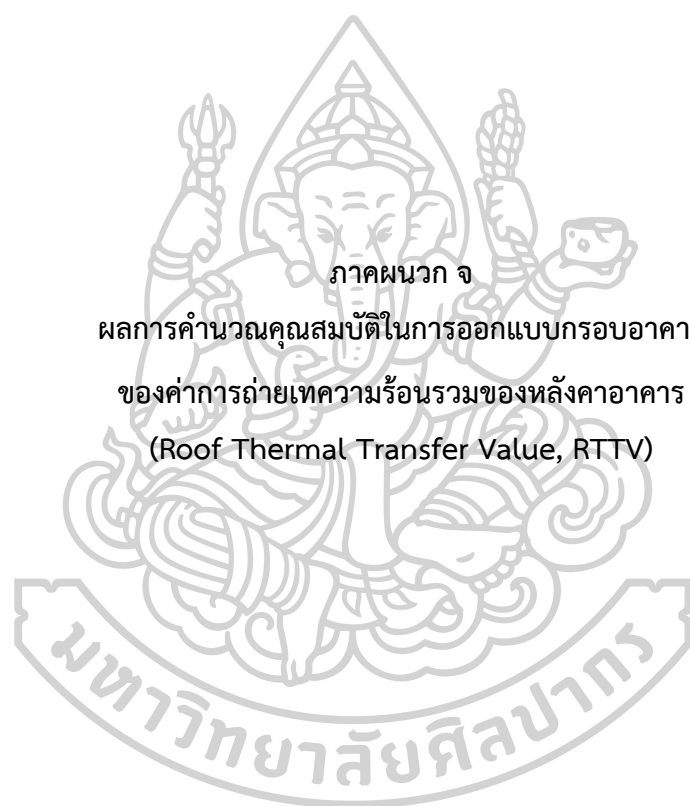 ภาคผนวก จ
ผลการคำนวณคุณสมบัติในการออกแบบกรอบอาคา
ของค่าการถ่ายเทความร้อนรวมของหลังคาอาคาร
(Roof Thermal Transfer Value, RTTV)
มหาวิทยาลัยศิลปากร